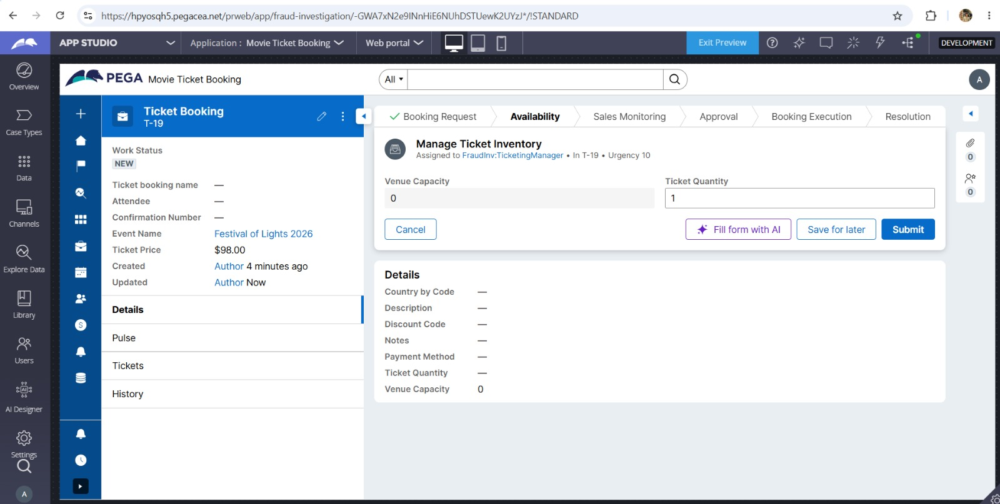 https://hpyosqh5.pegacea.net/prweb/app/fraud-investigation/-GWA7xN2e9INnHiE6NUhDSTUewK2UYzJ*/!STANDARD
APP STUDIO
Application : Movie Ticket Booking
Web portal
Exit Preview
DEVELOPMENT
Overview
Case Types
Data
Channels
Explore Data
Library
Users
AI
AI Designer
Settings
A
PEGA Movie Ticket Booking
All
A
Ticket Booking
T-19
Work Status
NEW
Ticket booking name —
Attendee —
Confirmation Number —
Event Name Festival of Lights 2026
Ticket Price $98.00
Created Author 4 minutes ago
Updated Author Now
Details
Pulse
Tickets
History
Booking Request
Availability
Sales Monitoring
Approval
Booking Execution
Resolution
Manage Ticket Inventory
Assigned to FraudInv:TicketingManager • In T-19 • Urgency 10
Venue Capacity
0
Ticket Quantity
1
Cancel
Fill form with AI
Save for later
Submit
Details
Country by Code —
Description —
Discount Code —
Notes —
Payment Method —
Ticket Quantity —
Venue Capacity 0
0
0